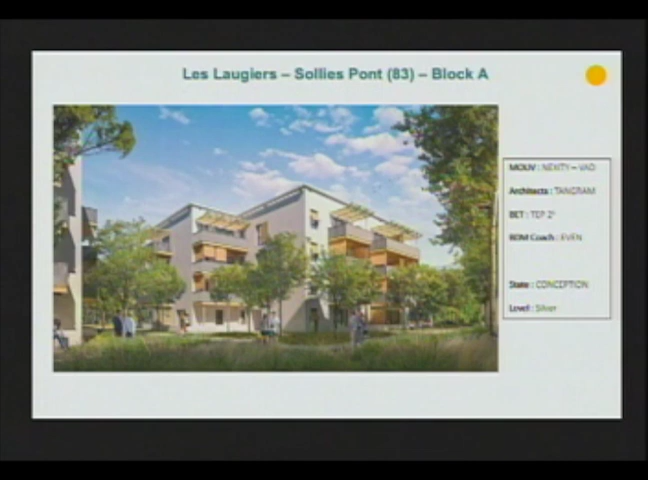 Les Laugiers – Sollies Pont (83) – Block A
MOUV : NEXITY – VAD
Architects : TANGRAM
BET : TEP 2°
BDM Coach : EVEN
State : CONCEPTION
Level : Silver